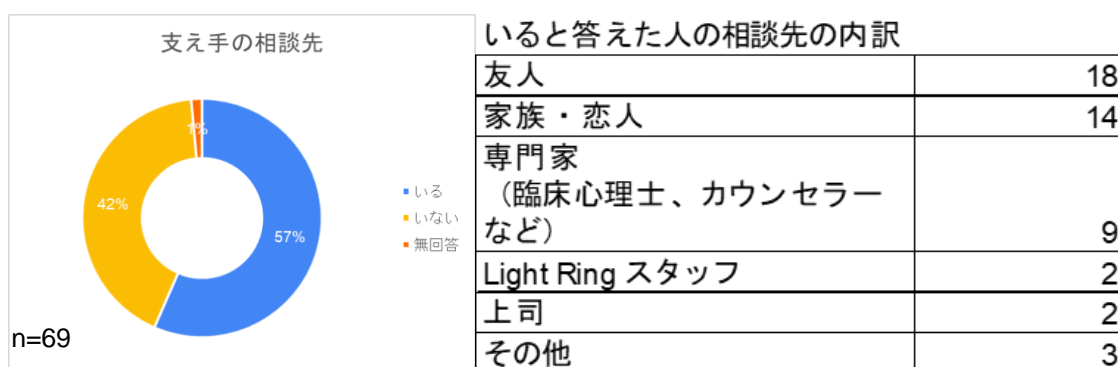 支え手の相談先
1%
42%
57%
いる
いない
無回答
n=69
いると答えた人の相談先の内訳
友人 18
家族・恋人 14
専門家
（臨床心理士、カウンセラー
など） 9
Light Ring スタッフ 2
上司 2
その他 3